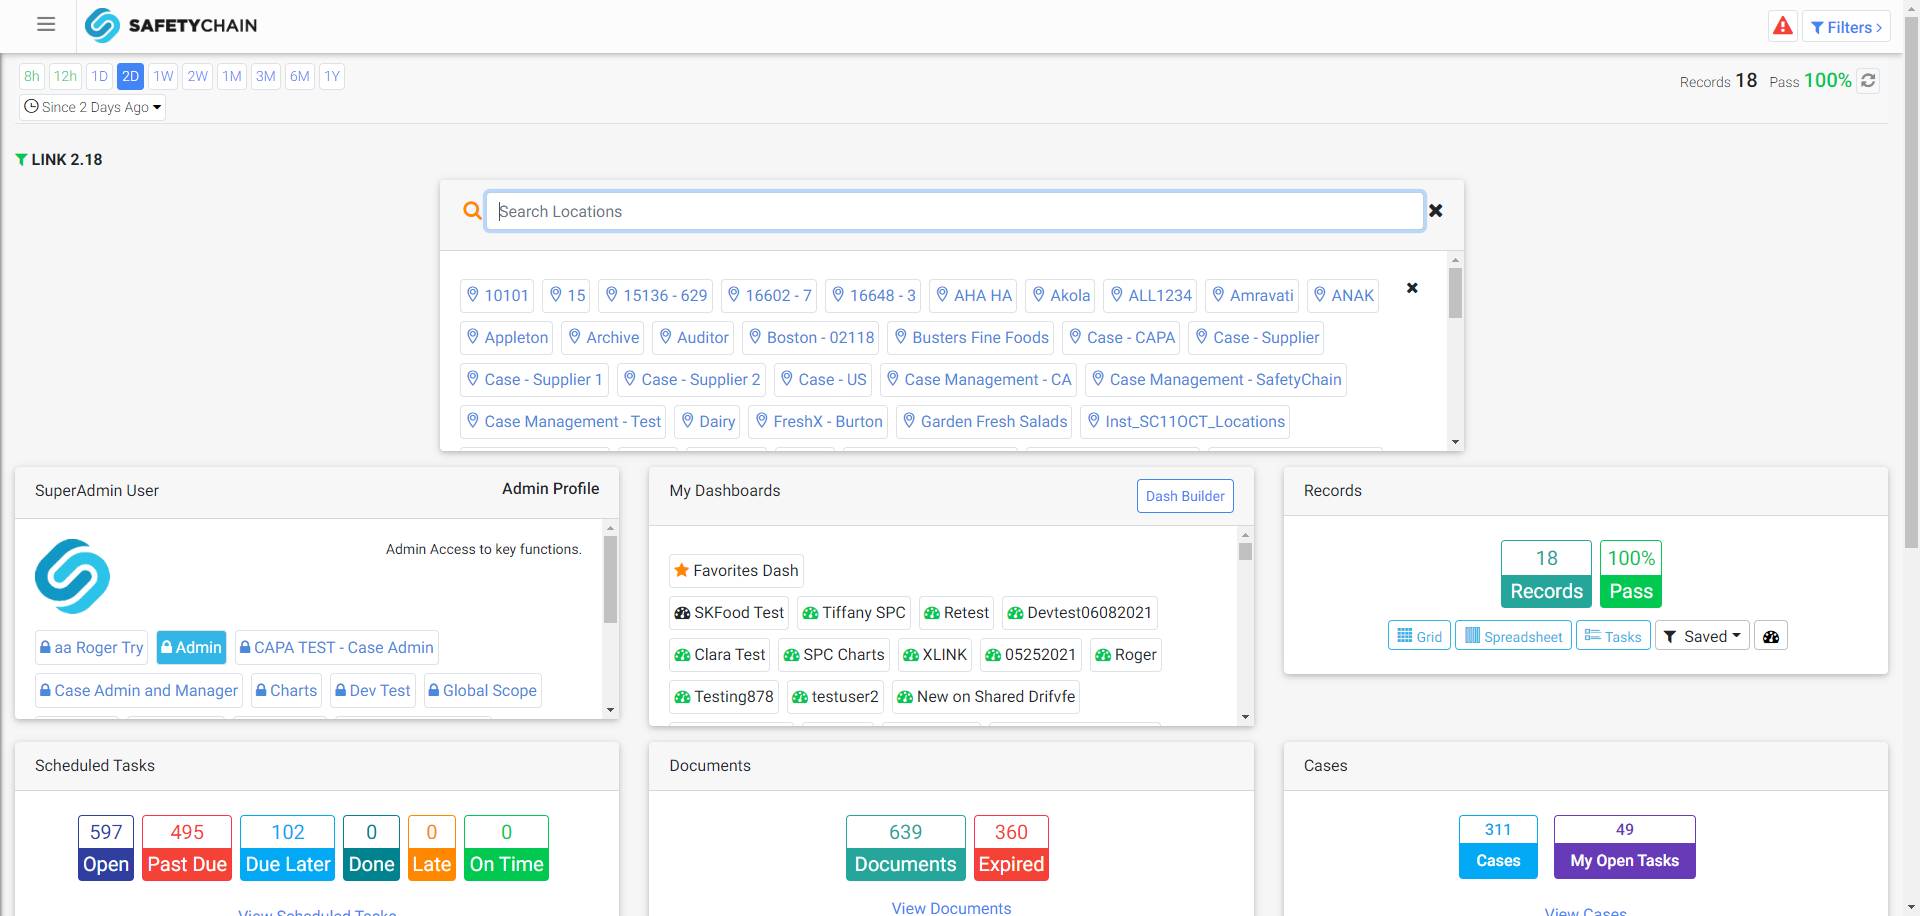 SAFETYCHAIN
Filters
8h 12h 1D 2D 1W 2W 1M 3M 6M 1Y
Since 2 Days Ago
Records 18 Pass 100%
LINK 2.18
Search Locations
10101 15 15136 - 629 16602 - 7 16648 - 3 AHA HA Akola ALL1234 Amravati ANAK
Appleton Archive Auditor Boston - 02118 Busters Fine Foods Case - CAPA Case - Supplier
Case - Supplier 1 Case - Supplier 2 Case - US Case Management - CA Case Management - SafetyChain
Case Management - Test Dairy FreshX - Burton Garden Fresh Salads Inst_SC11OCT_Locations
SuperAdmin User Admin Profile
Admin Access to key functions.
aa Roger Try Admin CAPA TEST - Case Admin
Case Admin and Manager Charts Dev Test Global Scope
My Dashboards Dash Builder
Favorites Dash
SKFood Test Tiffany SPC Retest Devtest06082021
Clara Test SPC Charts XLINK 05252021 Roger
Testing878 testuser2 New on Shared Drifvfe
Records
18 100%
Records Pass
Grid Spreadsheet Tasks Saved
Scheduled Tasks
597 495 102 0 0 0
Open Past Due Due Later Done Late On Time
View Scheduled Tasks
Documents
639 360
Documents Expired
View Documents
Cases
311 49
Cases My Open Tasks
View Cases